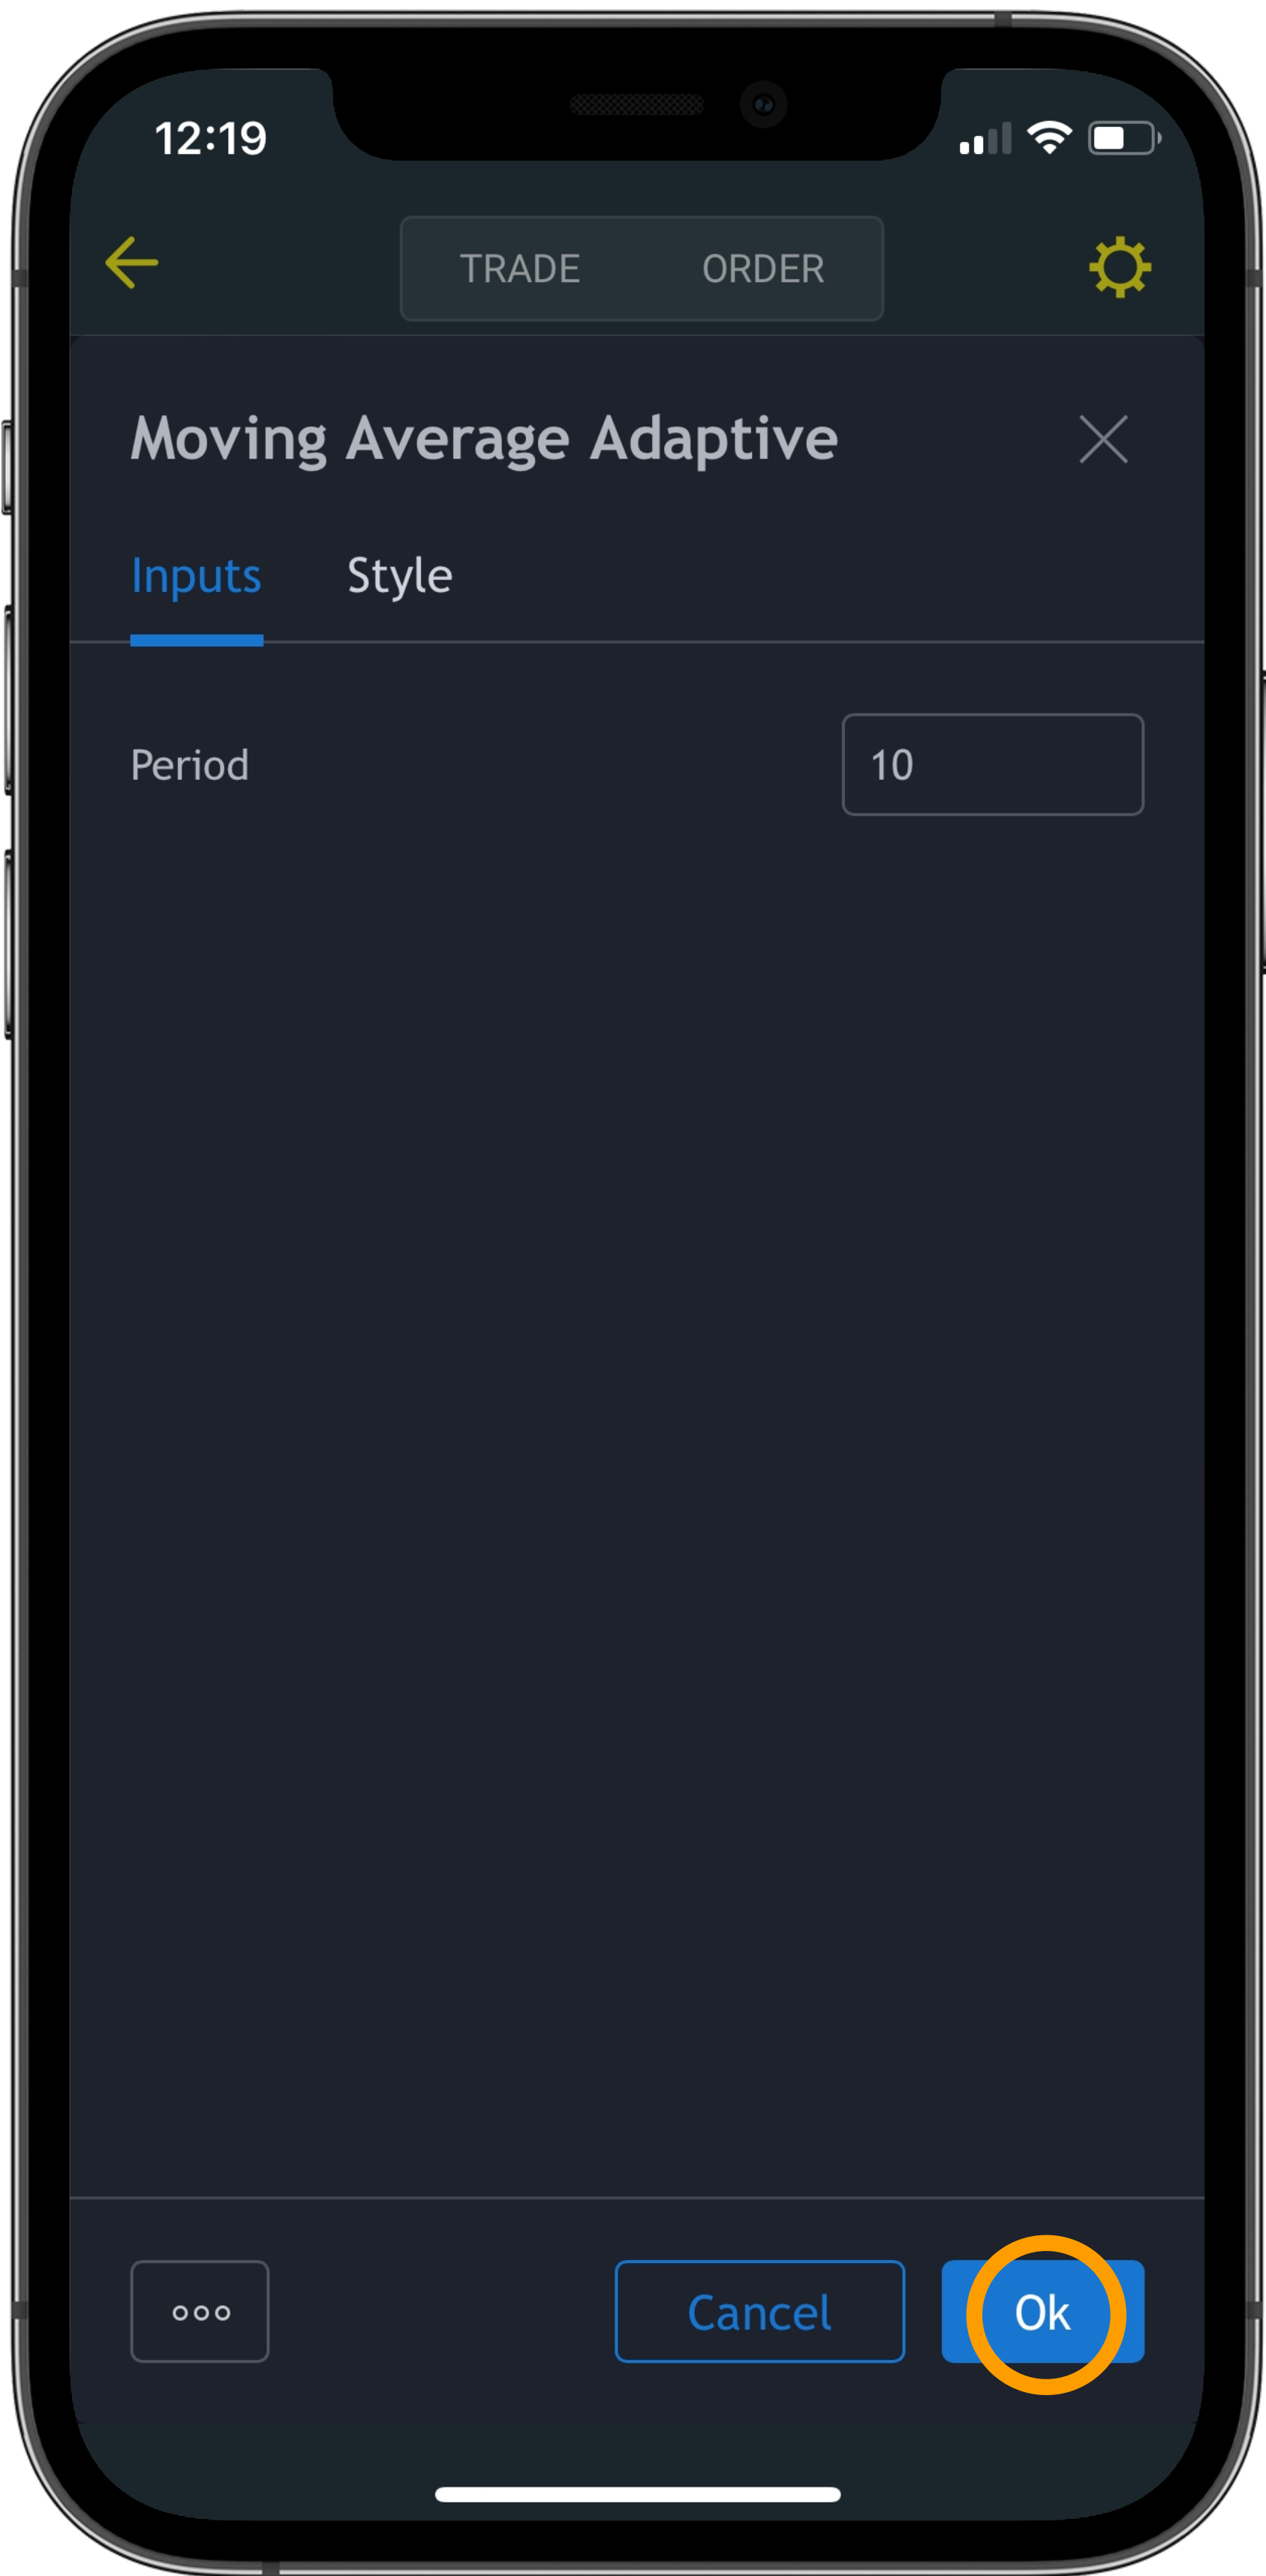 12:19
TRADE ORDER
Moving Average Adaptive
Inputs Style
Period 10
Cancel Ok